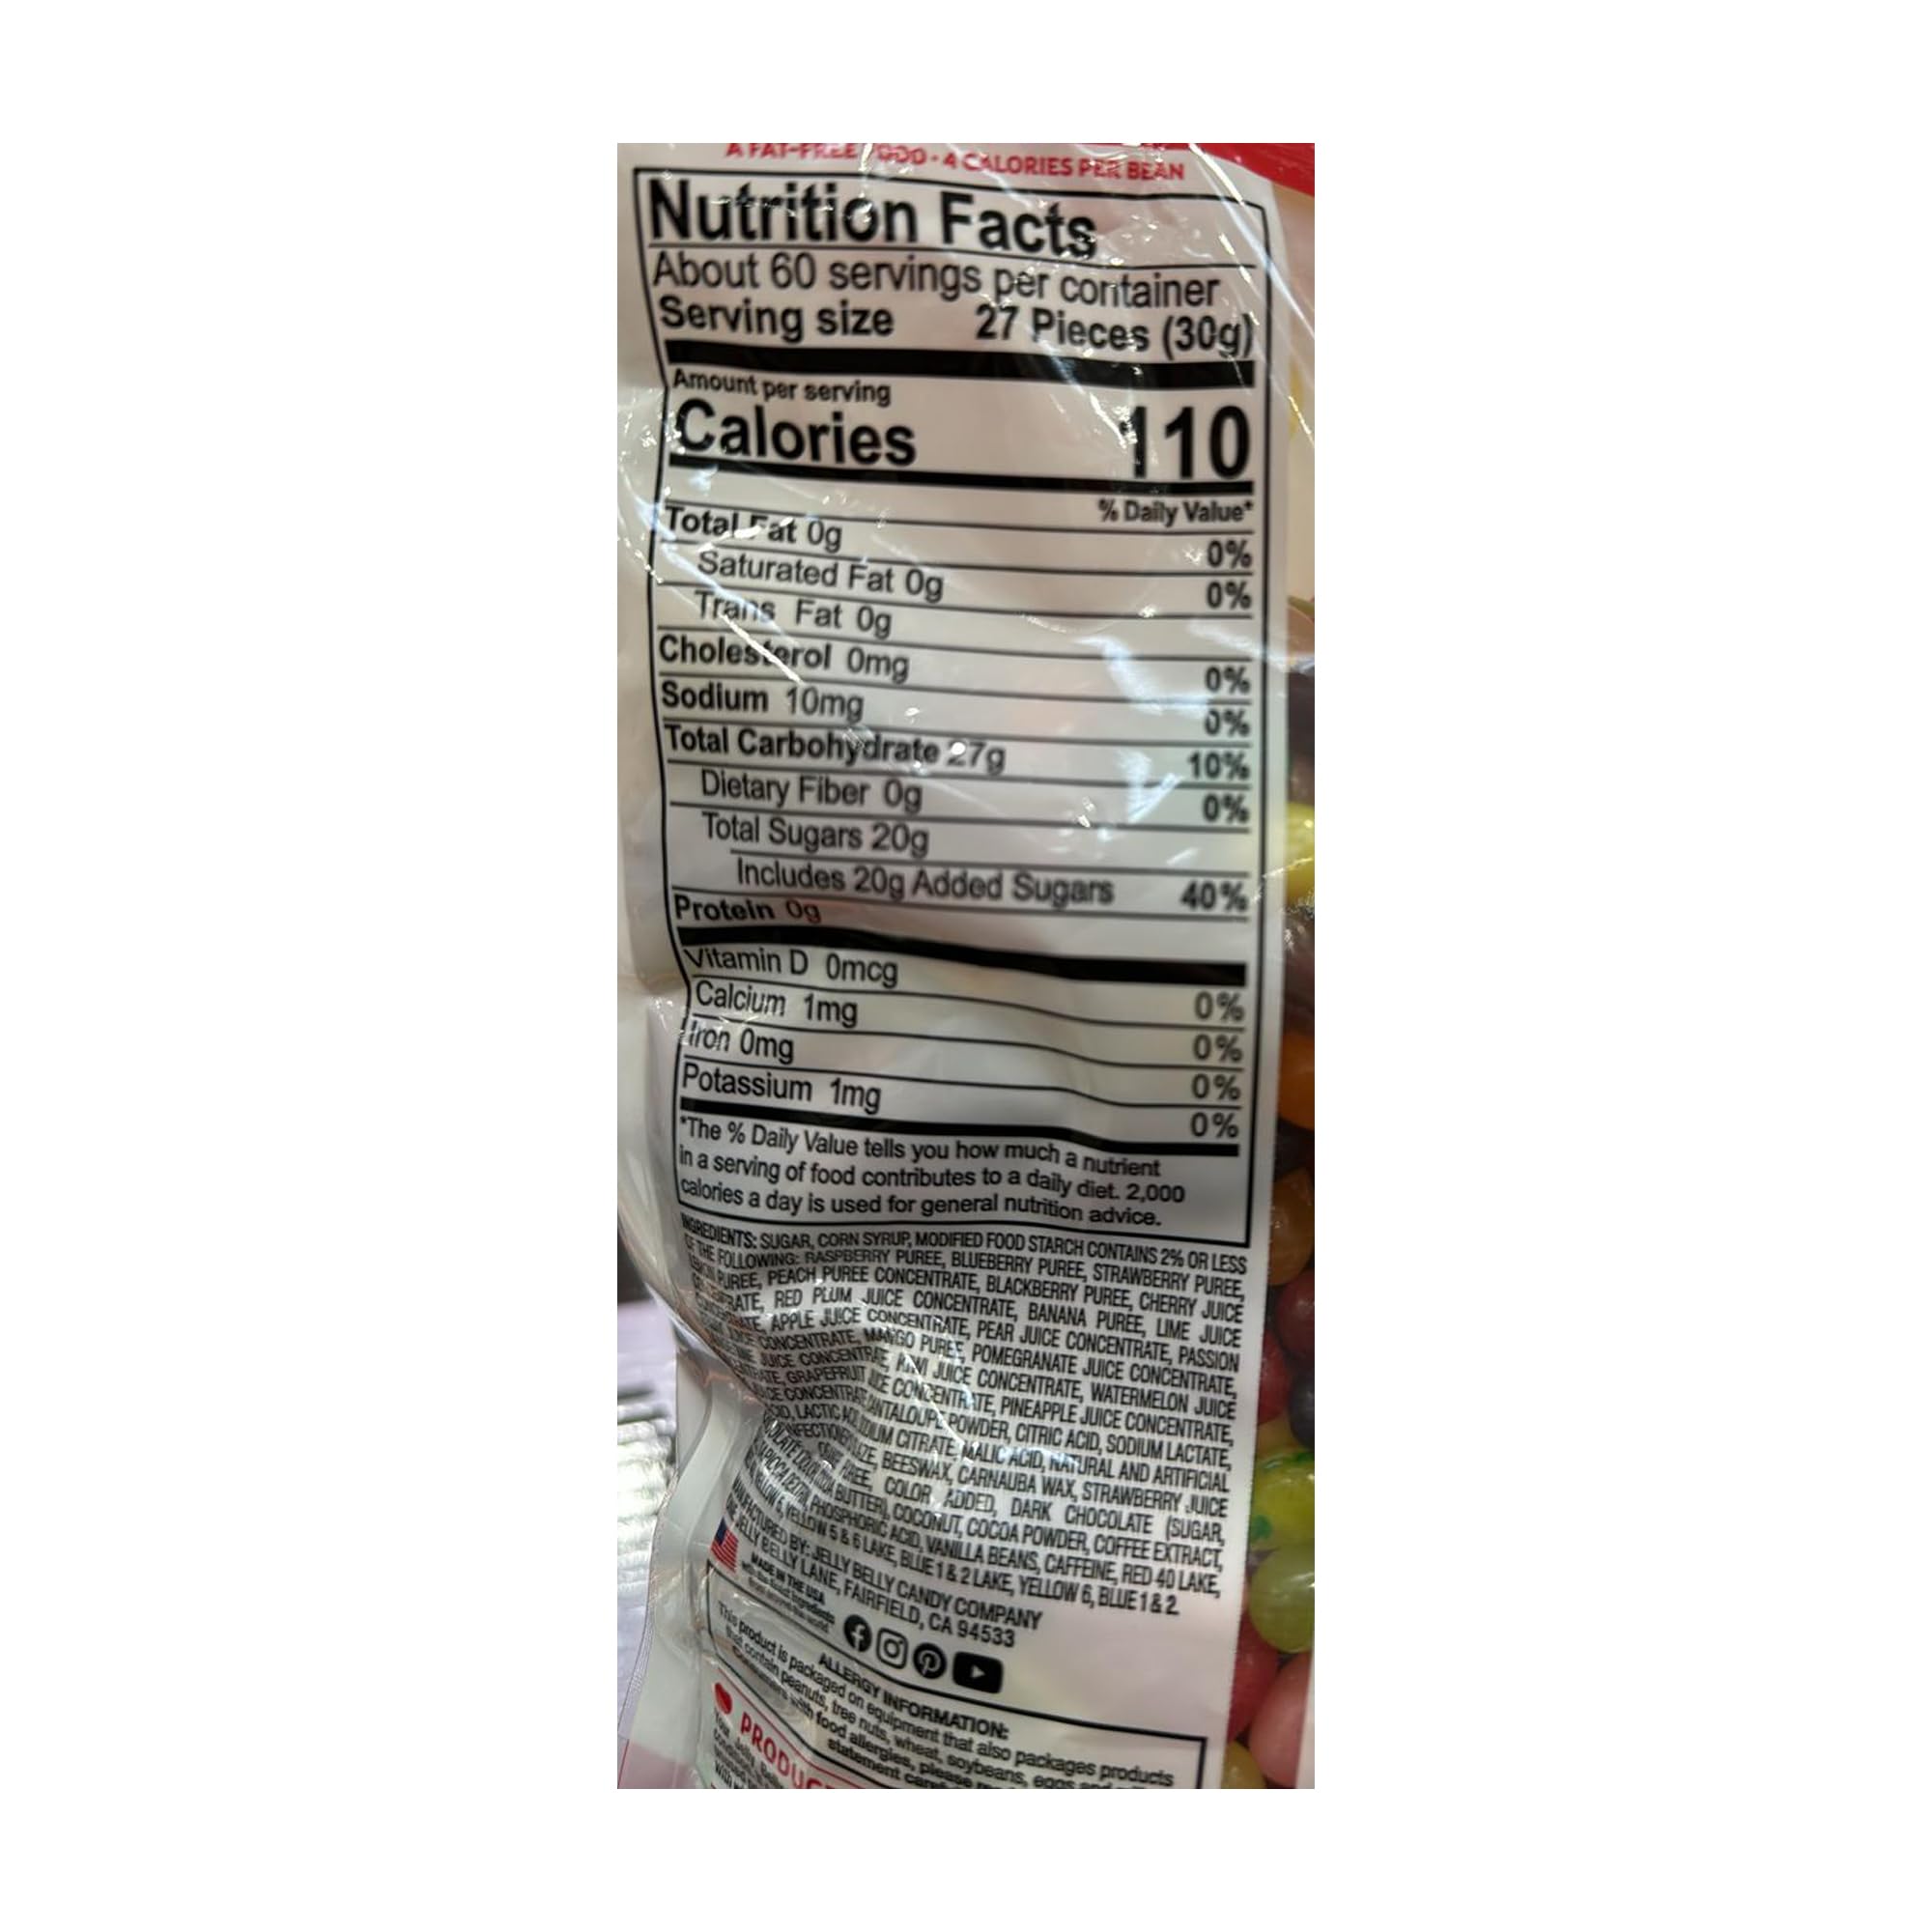 A FAT-FREE FOOD • 4 CALORIES PER BEAN
Nutrition Facts
About 60 servings per container
Serving size 27 Pieces (30g)
Amount per serving
Calories 110
% Daily Value*
Total Fat 0g 0%
Saturated Fat 0g 0%
Trans Fat 0g
Cholesterol 0mg 0%
Sodium 10mg 0%
Total Carbohydrate 27g 10%
Dietary Fiber 0g 0%
Total Sugars 20g
Includes 20g Added Sugars 40%
Protein 0g
Vitamin D 0mcg 0%
Calcium 1mg 0%
Iron 0mg 0%
Potassium 1mg 0%
*The % Daily Value tells you how much a nutrient
in a serving of food contributes to a daily diet. 2,000
calories a day is used for general nutrition advice.
INGREDIENTS: SUGAR, CORN SYRUP, MODIFIED FOOD STARCH CONTAINS 2% OR LESS
OF THE FOLLOWING: RASPBERRY PUREE, BLUEBERRY PUREE, STRAWBERRY PUREE,
PUREE, PEACH PUREE CONCENTRATE, BLACKBERRY PUREE, CHERRY JUICE
RED PLUM JUICE CONCENTRATE, BANANA PUREE, LIME JUICE
APPLE JUICE CONCENTRATE, PEAR JUICE CONCENTRATE, PASSION
CONCENTRATE, MANGO PUREE, POMEGRANATE JUICE CONCENTRATE,
JUICE CONCENTRATE, KIWI JUICE CONCENTRATE, WATERMELON JUICE
GRAPEFRUIT JUICE CONCENTRATE, PINEAPPLE JUICE CONCENTRATE,
CANTALOUPE POWDER, CITRIC ACID, SODIUM LACTATE,
LACTIC ACID, SODIUM CITRATE, MALIC ACID, NATURAL AND ARTIFICIAL
BEESWAX, CARNAUBA WAX, STRAWBERRY JUICE
COLOR ADDED, DARK CHOCOLATE (SUGAR,
BUTTER), COCONUT, COCOA POWDER, COFFEE EXTRACT,
PHOSPHORIC ACID, VANILLA BEANS, CAFFEINE, RED 40 LAKE,
YELLOW 5 & 6 LAKE, BLUE 1 & 2 LAKE, YELLOW 6, BLUE 1 & 2.
MANUFACTURED BY: JELLY BELLY CANDY COMPANY
ONE JELLY BELLY LANE, FAIRFIELD, CA 94533
MADE IN THE USA
ALLERGY INFORMATION:
This product is packaged on equipment that also packages products
that contain peanuts, tree nuts, wheat, soybeans, eggs
Consumers with food allergies, please
statement